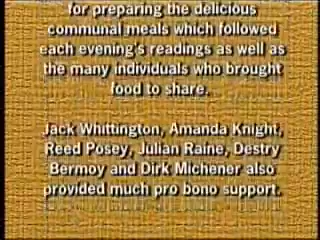 for preparing the delicious
communal meals which followed
each evening's readings as well as
the many individuals who brought
food to share.
Jack Whittington, Amanda Knight,
Reed Posey, Julian Raine, Destry
Bermoy and Dirk Michener also
provided much pro bono support.